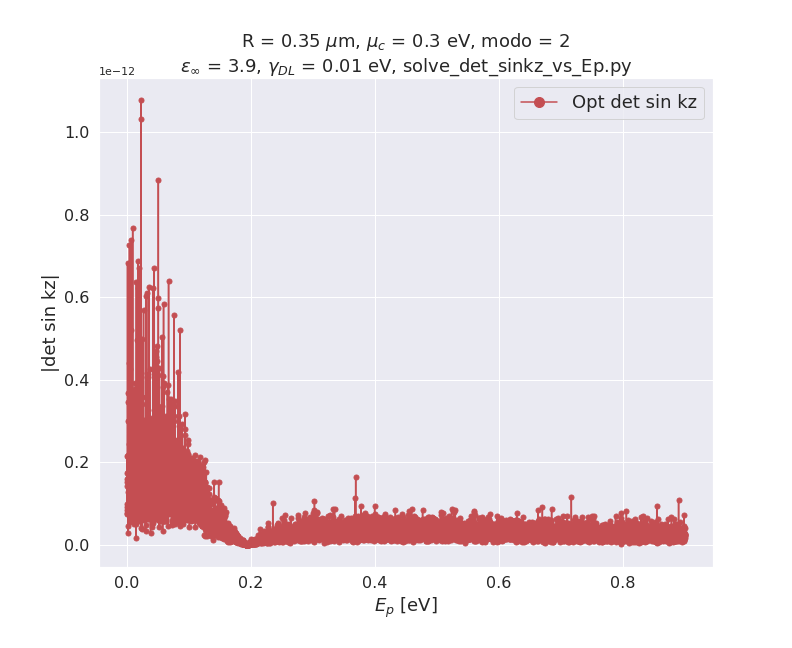 R = 0.35 μm, μc = 0.3 eV, modo = 2
ε∞ = 3.9, γDL = 0.01 eV, solve_det_sinkz_vs_Ep.py
1e−12
Opt det sin kz
1.0
0.8
0.6
0.4
0.2
0.0
|det sin kz|
0.0 0.2 0.4 0.6 0.8
Ep [eV]